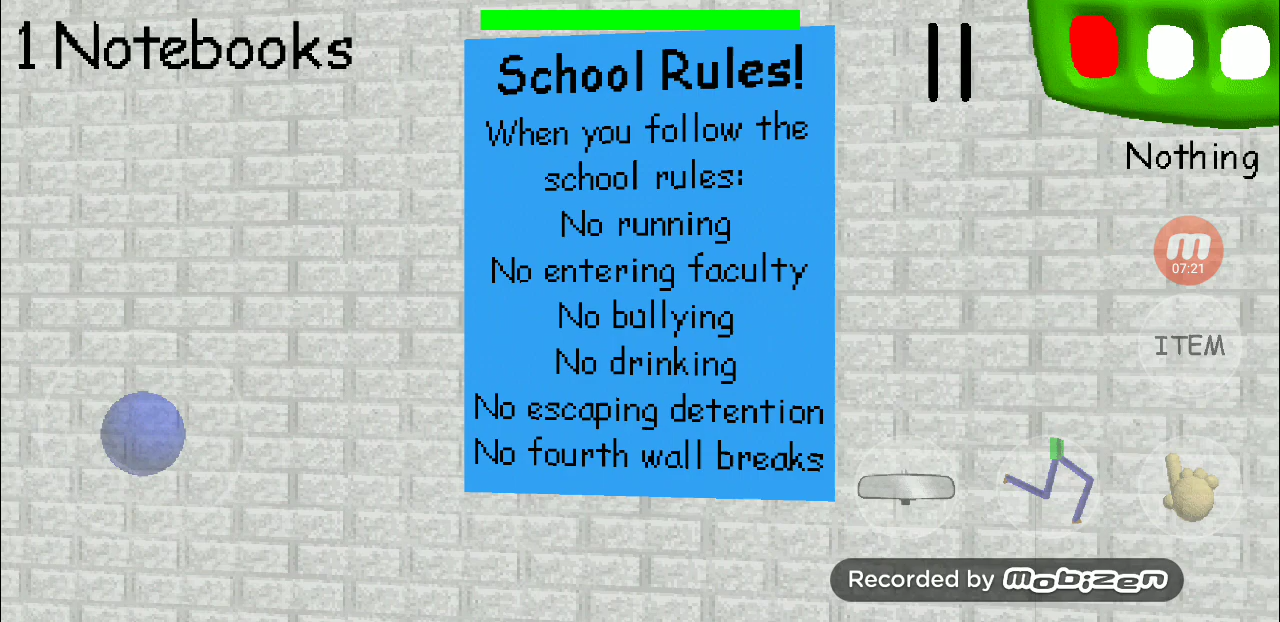 1 Notebooks
School Rules!
When you follow the
school rules:
No running
No entering faculty
No bullying
No drinking
No escaping detention
No fourth wall breaks
Nothing
M
07:21
ITEM
Recorded by mobizen